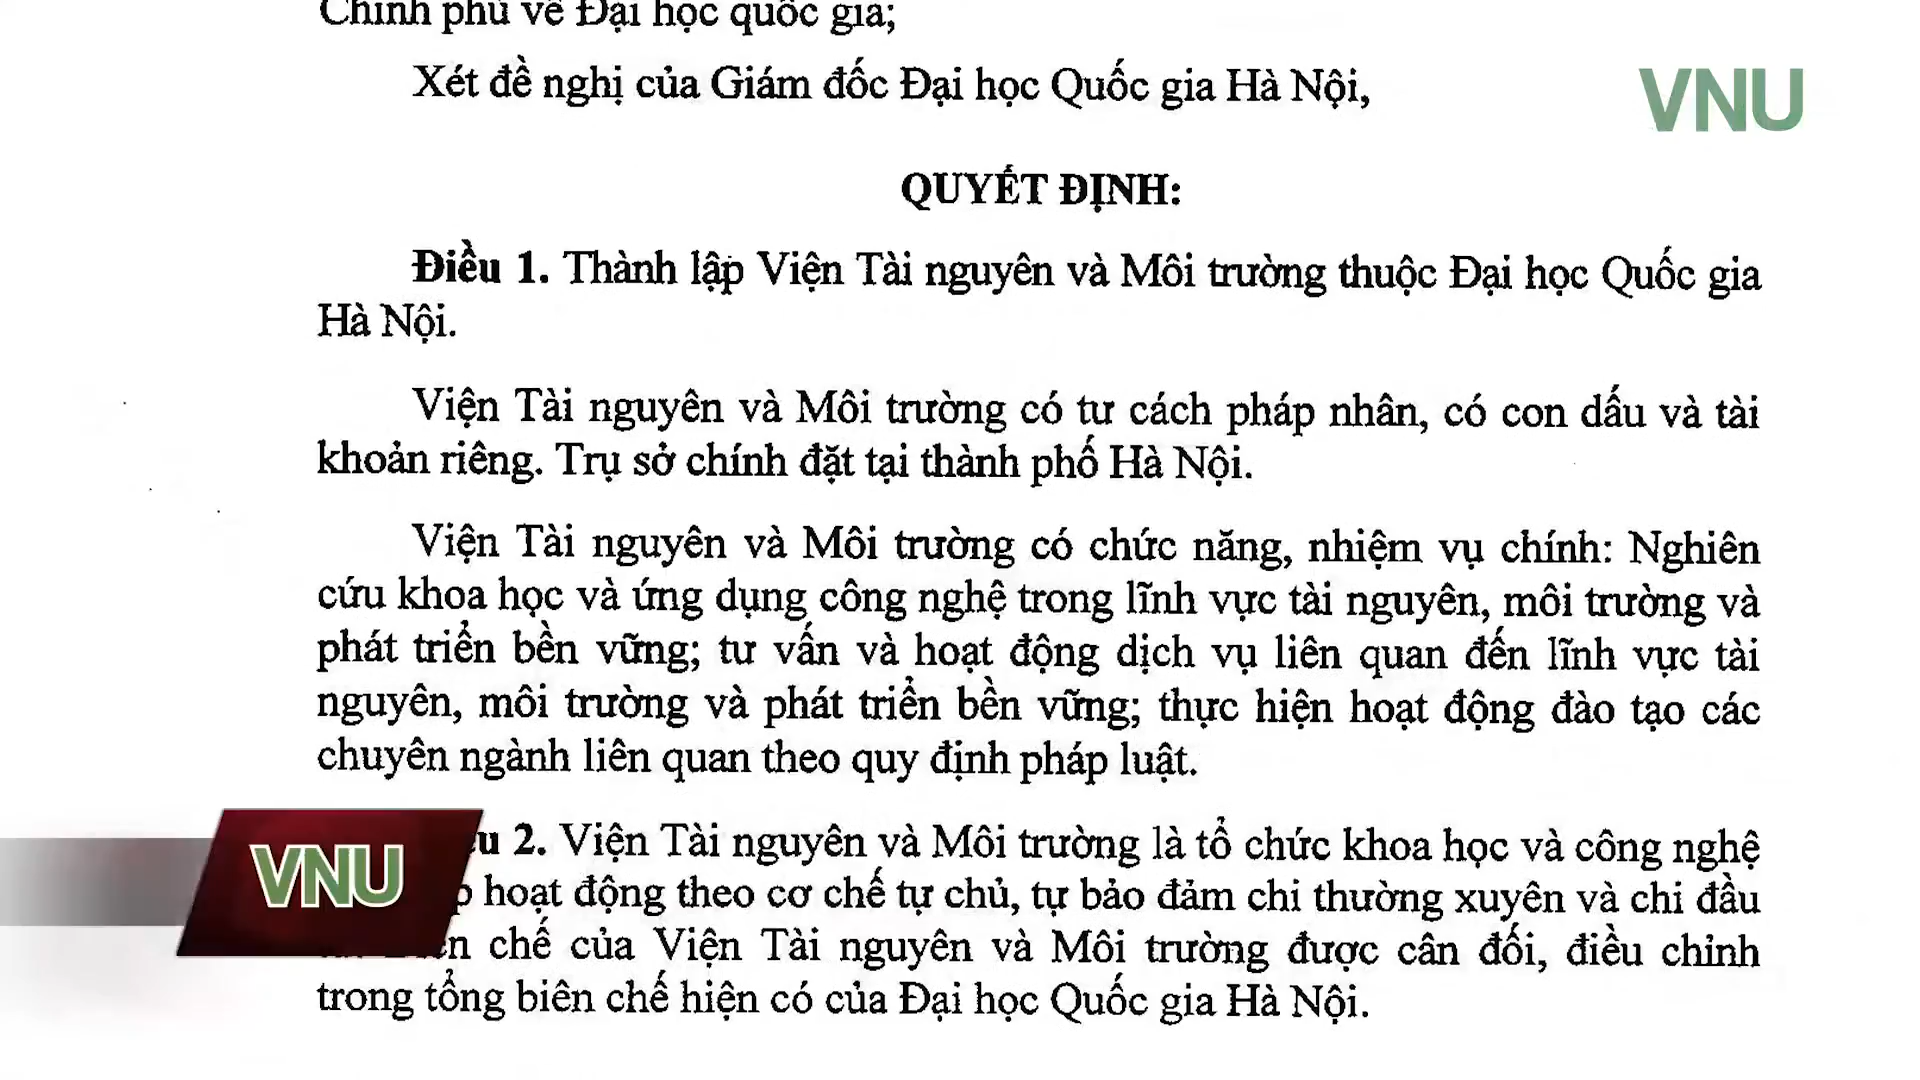 Chính phủ về Đại học quốc gia;
Xét đề nghị của Giám đốc Đại học Quốc gia Hà Nội,
VNU
QUYẾT ĐỊNH:
Điều 1. Thành lập Viện Tài nguyên và Môi trường thuộc Đại học Quốc gia
Hà Nội.
Viện Tài nguyên và Môi trường có tư cách pháp nhân, có con dấu và tài
khoản riêng. Trụ sở chính đặt tại thành phố Hà Nội.
Viện Tài nguyên và Môi trường có chức năng, nhiệm vụ chính: Nghiên
cứu khoa học và ứng dụng công nghệ trong lĩnh vực tài nguyên, môi trường và
phát triển bền vững; tư vấn và hoạt động dịch vụ liên quan đến lĩnh vực tài
nguyên, môi trường và phát triển bền vững; thực hiện hoạt động đào tạo các
chuyên ngành liên quan theo quy định pháp luật.
2. Viện Tài nguyên và Môi trường là tổ chức khoa học và công nghệ
hoạt động theo cơ chế tự chủ, tự bảo đảm chi thường xuyên và chi đầu
chế của Viện Tài nguyên và Môi trường được cân đối, điều chỉnh
trong tổng biên chế hiện có của Đại học Quốc gia Hà Nội.
VNU